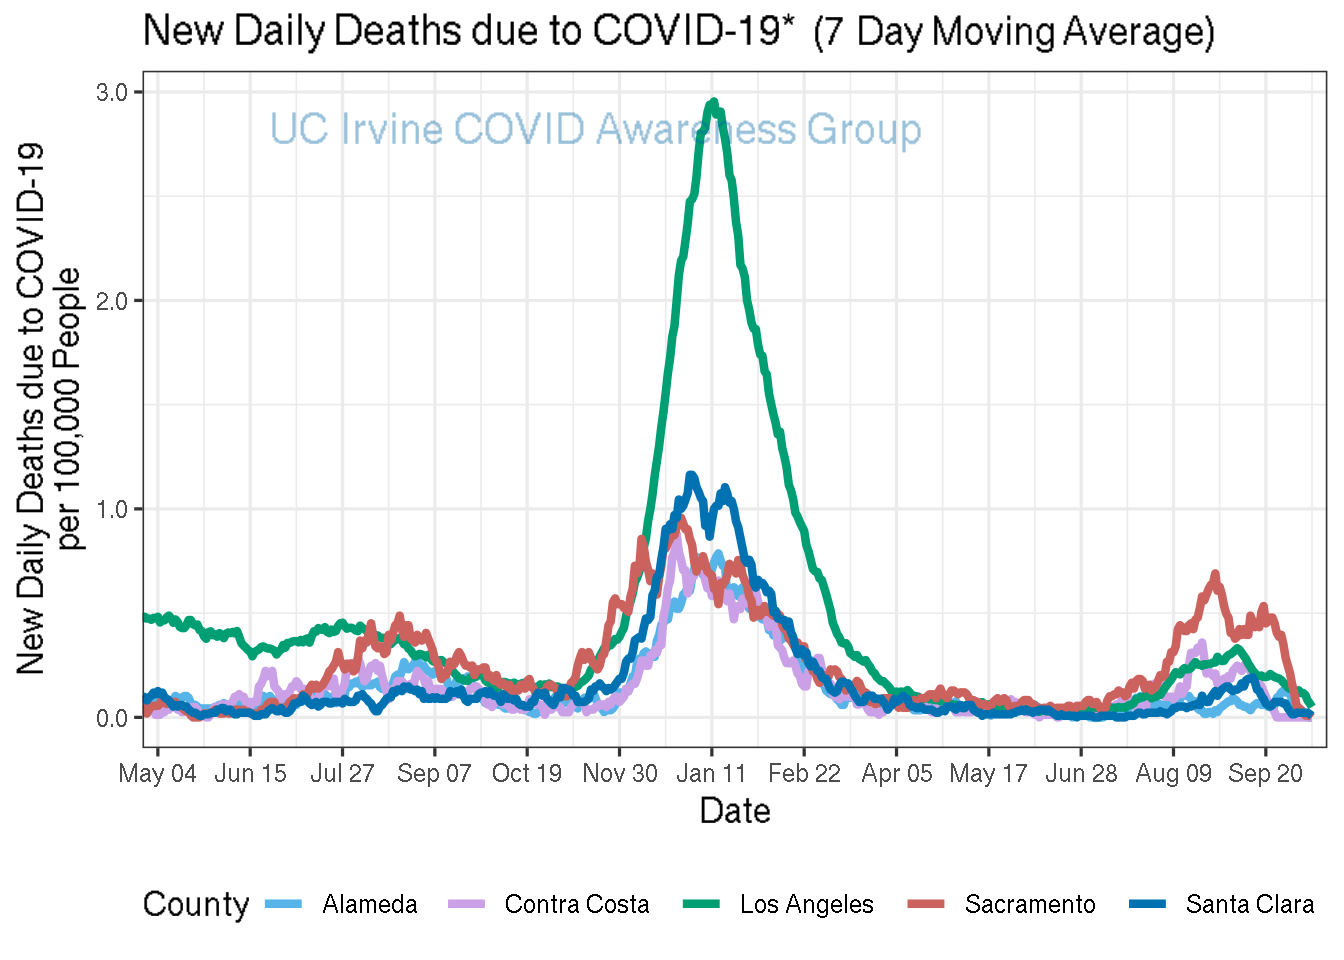 New Daily Deaths due to COVID-19* (7 Day Moving Average)
UC Irvine COVID Awareness Group
New Daily Deaths due to COVID-19
per 100,000 People
3.0
2.0
1.0
0.0
May 04 Jun 15 Jul 27 Sep 07 Oct 19 Nov 30 Jan 11 Feb 22 Apr 05 May 17 Jun 28 Aug 09 Sep 20
Date
County Alameda Contra Costa Los Angeles Sacramento Santa Clara